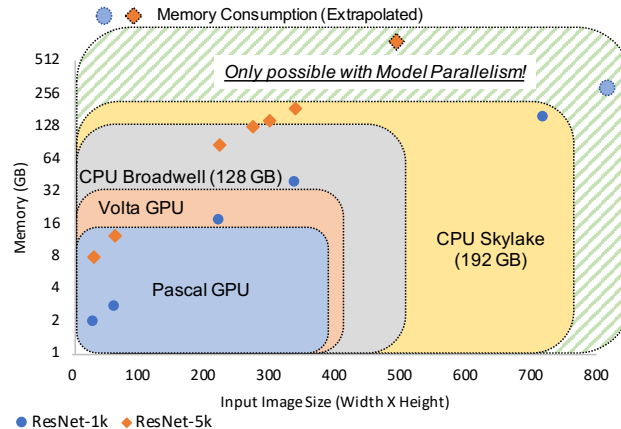 Memory Consumption (Extrapolated)
512
Only possible with Model Parallelism!
256
128
64
CPU Broadwell (128 GB)
32
Volta GPU
16
CPU Skylake
(192 GB)
8
Pascal GPU
4
2
1
Memory (GB)
0 100 200 300 400 500 600 700 800
Input Image Size (Width X Height)
ResNet-1k ResNet-5k